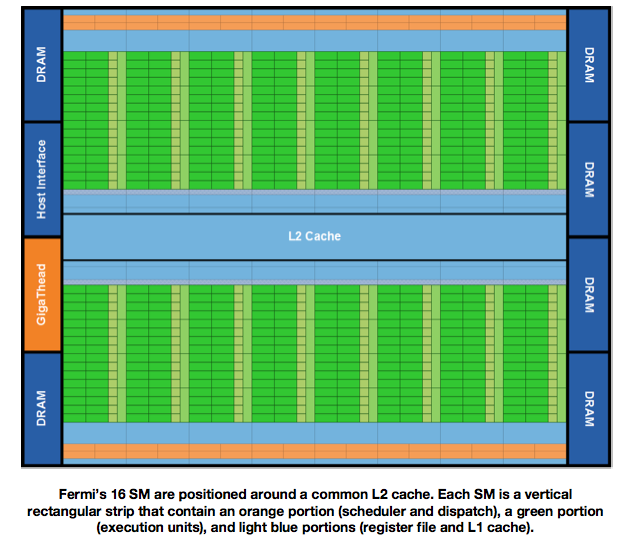 DRAM
Host Interface
GigaThead
DRAM
L2 Cache
DRAM
DRAM
DRAM
DRAM
Fermi's 16 SM are positioned around a common L2 cache. Each SM is a vertical
rectangular strip that contain an orange portion (scheduler and dispatch), a green portion
(execution units), and light blue portions (register file and L1 cache).